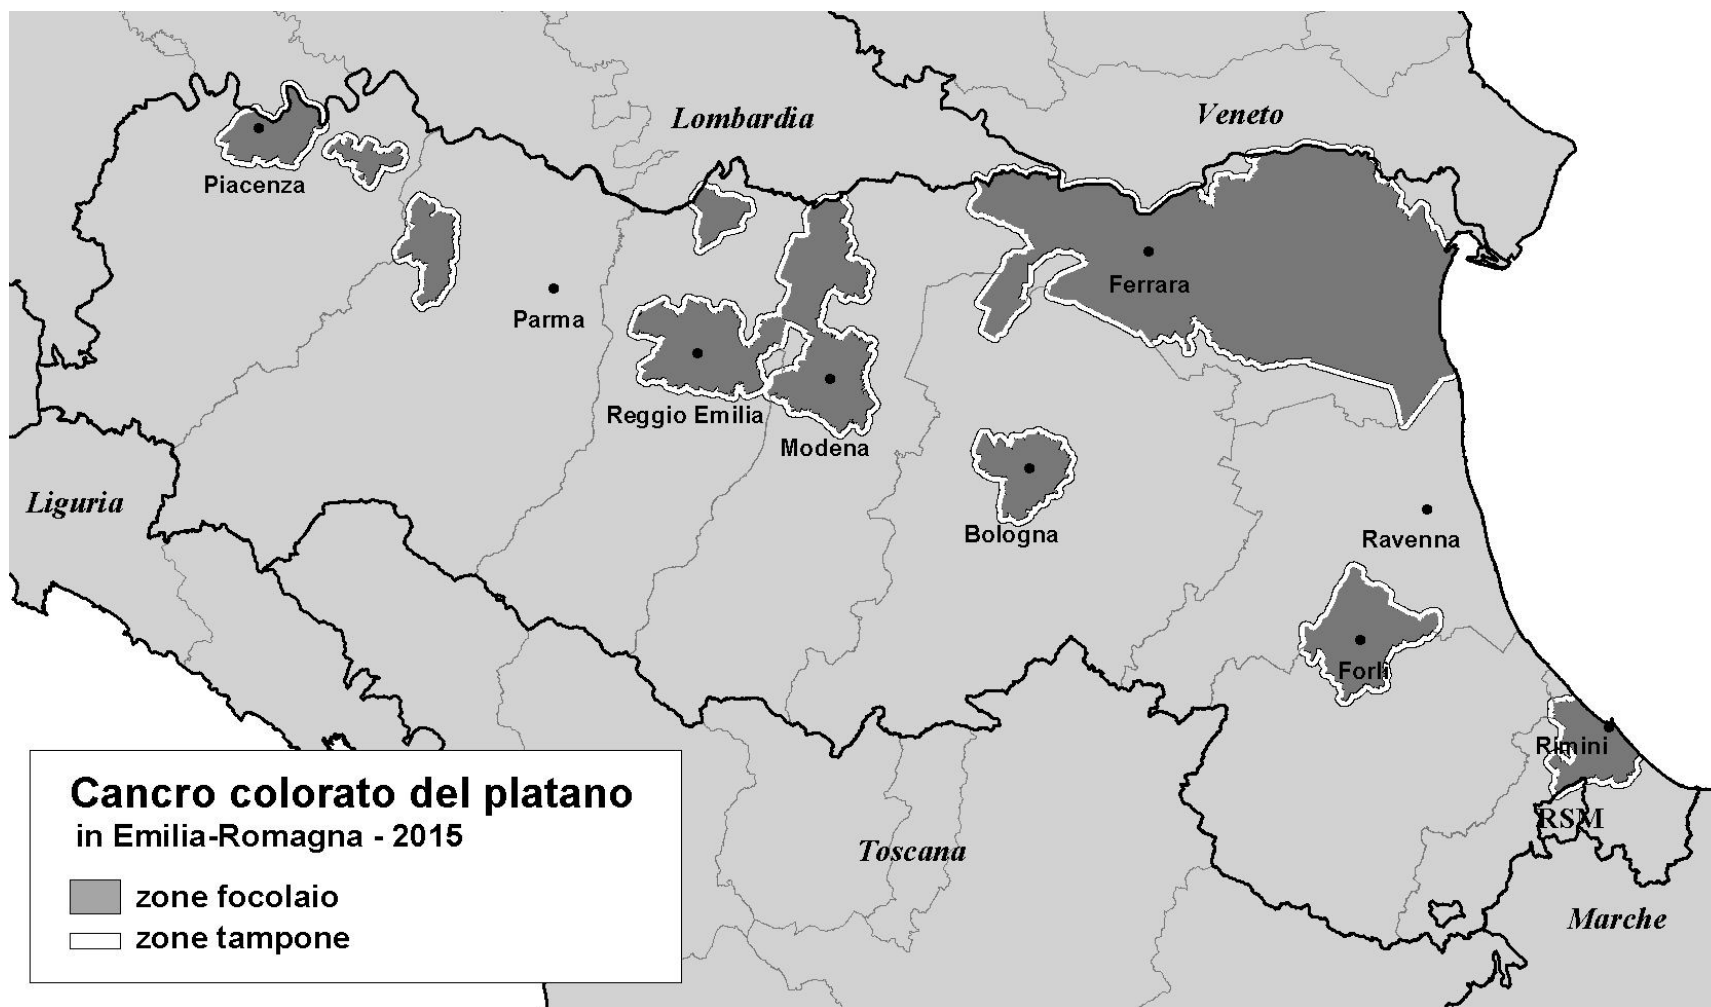 Lombardia
Veneto
Piacenza
Ferrara
Parma
Reggio Emilia
Modena
Liguria
Bologna
Ravenna
Forlì
Rimini
RSM
Toscana
Marche
Cancro colorato del platano
in Emilia-Romagna - 2015
zone focolaio
zone tampone